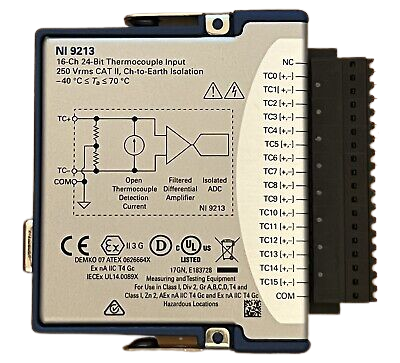 NI 9213
16-Ch 24-Bit Thermocouple Input
250 Vrms CAT II, Ch-to-Earth Isolation
–40 °C ≤ Ta ≤ 70 °C
TC+
TC–
COM
Open
Thermocouple
Detection
Current
Filtered
Differential
Amplifier
Isolated
ADC
NI 9213
NC
TC0 [+,–]
TC1[+,–]
TC2 [+,–]
TC3 [+,–]
TC4 [+,–]
TC5 [+,–]
TC6 [+,–]
TC7 [+,–]
TC8 [+,–]
TC9 [+,–]
TC10 [+,–]
TC11 [+,–]
TC12 [+,–]
TC13 [+,–]
TC14 [+,–]
TC15 [+,–]
COM
CE Ex II 3 G D c UL us LISTED
DEMKO 07 ATEX 0626664X
Ex nA IIC T4 Gc
IECEx UL14.0089X
17GN, E183728
Measuring and Testing Equipment
For Use in Class I, Div 2, Gr A,B,C,D, T4 and
Class I, Zn 2, AEx nA IIC T4 Gc and Ex nA IIC T4 Gc
Hazardous Locations